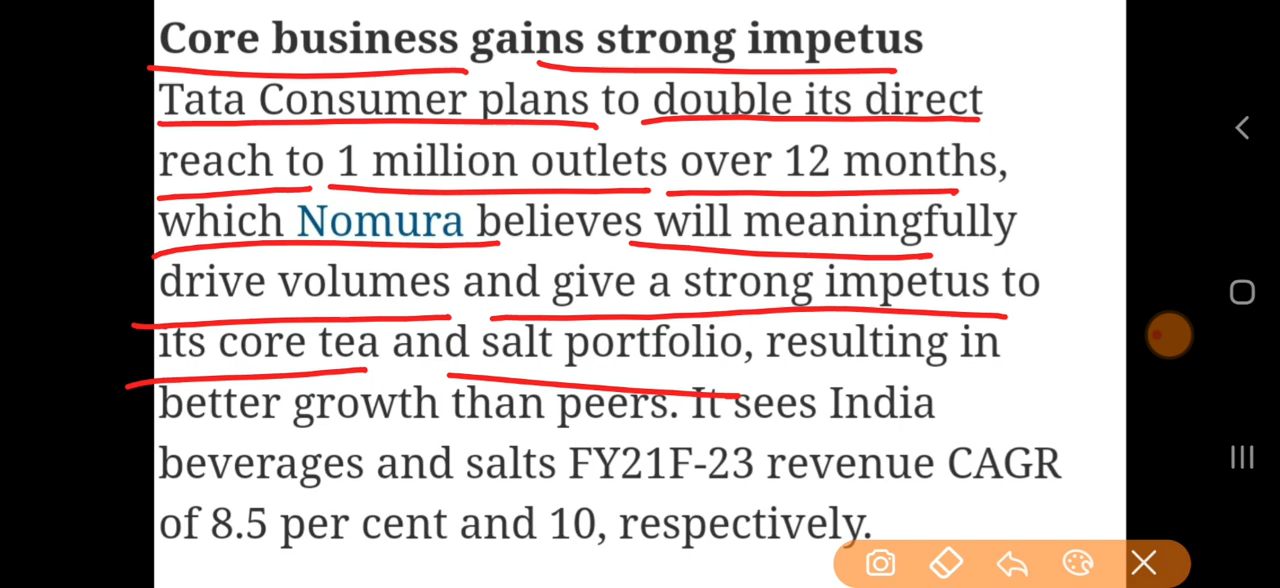 Core business gains strong impetus
Tata Consumer plans to double its direct
reach to 1 million outlets over 12 months,
which Nomura believes will meaningfully
drive volumes and give a strong impetus to
its core tea and salt portfolio, resulting in
better growth than peers. It sees India
beverages and salts FY21F-23 revenue CAGR
of 8.5 per cent and 10, respectively.